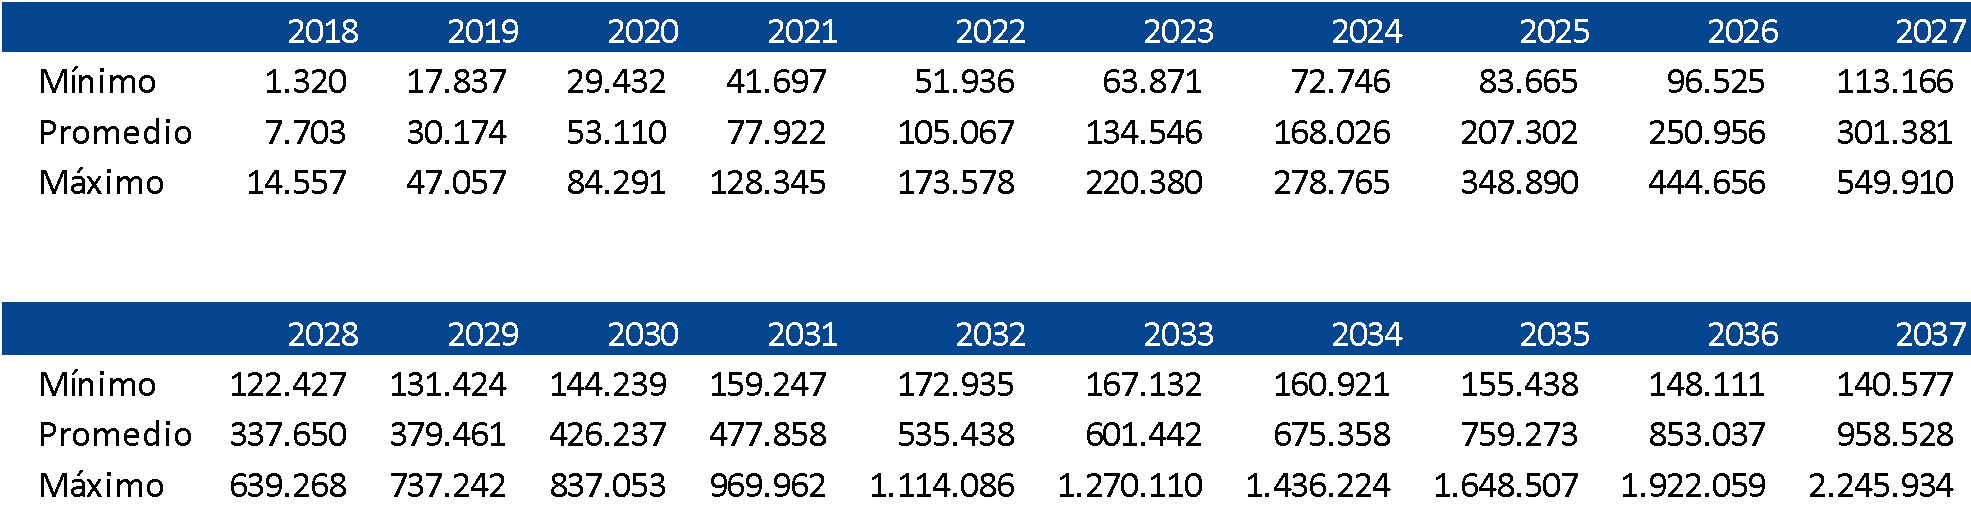 2018 2019 2020 2021 2022 2023 2024 2025 2026 2027
Mínimo 1.320 17.837 29.432 41.697 51.936 63.871 72.746 83.665 96.525 113.166
Promedio 7.703 30.174 53.110 77.922 105.067 134.546 168.026 207.302 250.956 301.381
Máximo 14.557 47.057 84.291 128.345 173.578 220.380 278.765 348.890 444.656 549.910
2028 2029 2030 2031 2032 2033 2034 2035 2036 2037
Mínimo 122.427 131.424 144.239 159.247 172.935 167.132 160.921 155.438 148.111 140.577
Promedio 337.650 379.461 426.237 477.858 535.438 601.442 675.358 759.273 853.037 958.528
Máximo 639.268 737.242 837.053 969.962 1.114.086 1.270.110 1.436.224 1.648.507 1.922.059 2.245.934